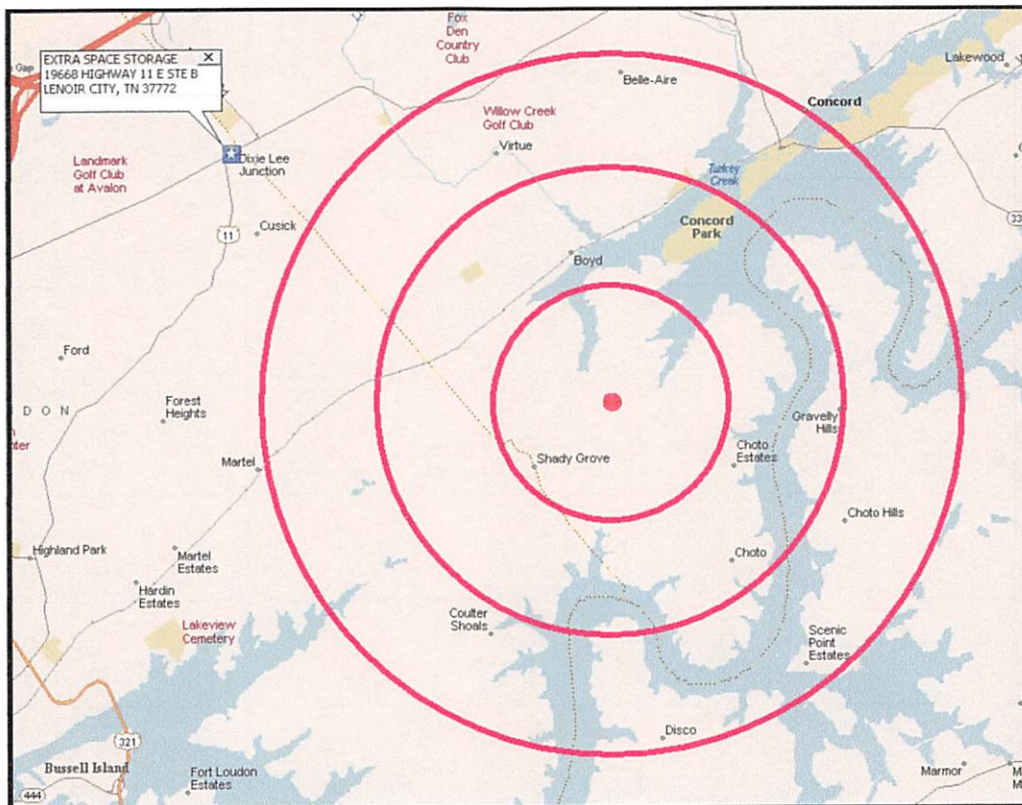 Fox
Den
Country
Club
Gap
EXTRA SPACE STORAGE
19668 HIGHWAY 11 E STE B
LENOIR CITY, TN 37772
Lakewood
Belle-Aire
Concord
Willow Creek
Golf Club
Virtue
Landmark
Golf Club
at Avalon
Dixie Lee
Junction
Turkey
Creek
Cusick
11
Concord
Park
33
Boyd
Ford
D O N
Forest
Heights
Gravelly
Hills
Martel
Shady Grove
Choto
Estates
Choto Hills
Highland Park
Martel
Estates
Choto
Hardin
Estates
Coulter
Shoals
Lakeview
Cemetery
Scenic
Point
Estates
Disco
321
Bussell Island
Fort Loudon
Estates
Marmor
444